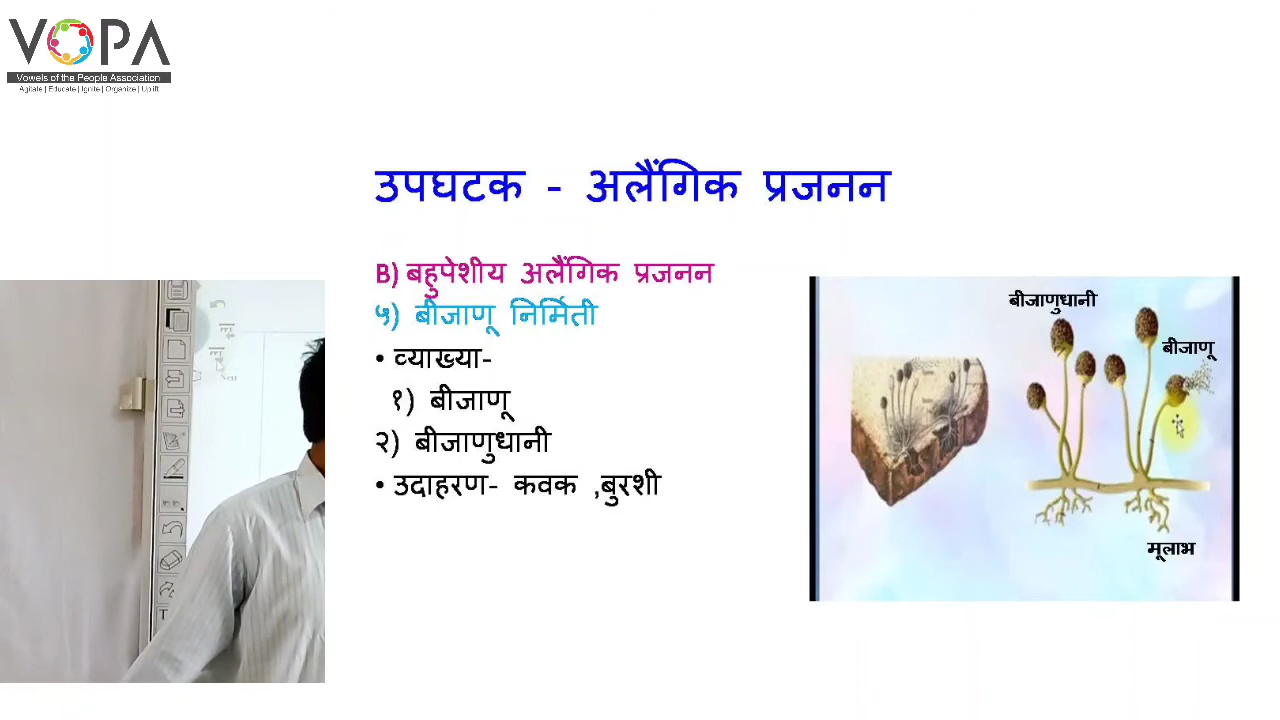 VOPA
Vowels of the People Association
Agitate | Educate | Ignite | Organize | Uplift
उपघटक - अलैंगिक प्रजनन
B) बहुपेशीय अलैंगिक प्रजनन
५) बीजाणू निर्मिती
• व्याख्या-
१) बीजाणू
२) बीजाणुधानी
• उदाहरण- कवक ,बुरशी
बीजाणुधानी
बीजाणू
मूलाभ